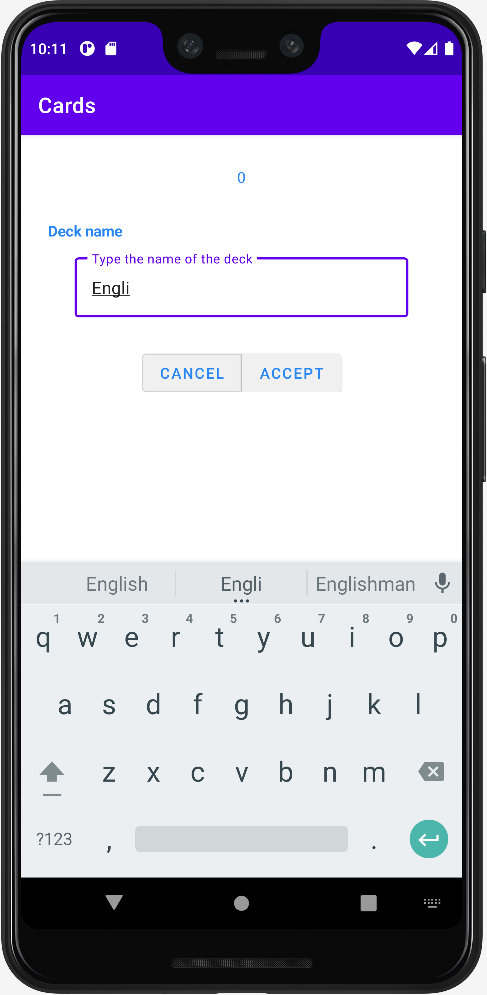 10:11
Cards
0
Deck name
Type the name of the deck
Engli
CANCEL ACCEPT
English Engli Englishman
1 2 3 4 5 6 7 8 9 0
q w e r t y u i o p
a s d f g h j k l
z x c v b n m
?123 , .